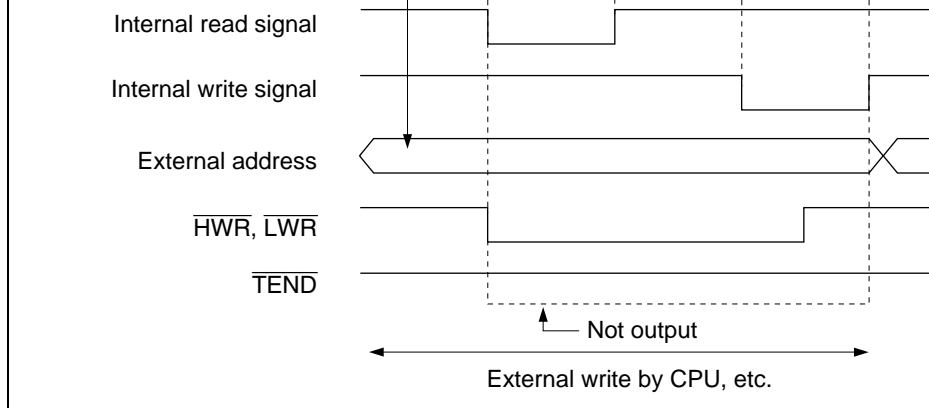 Internal read signal
Internal write signal
External address
HWR, LWR
TEND
Not output
External write by CPU, etc.